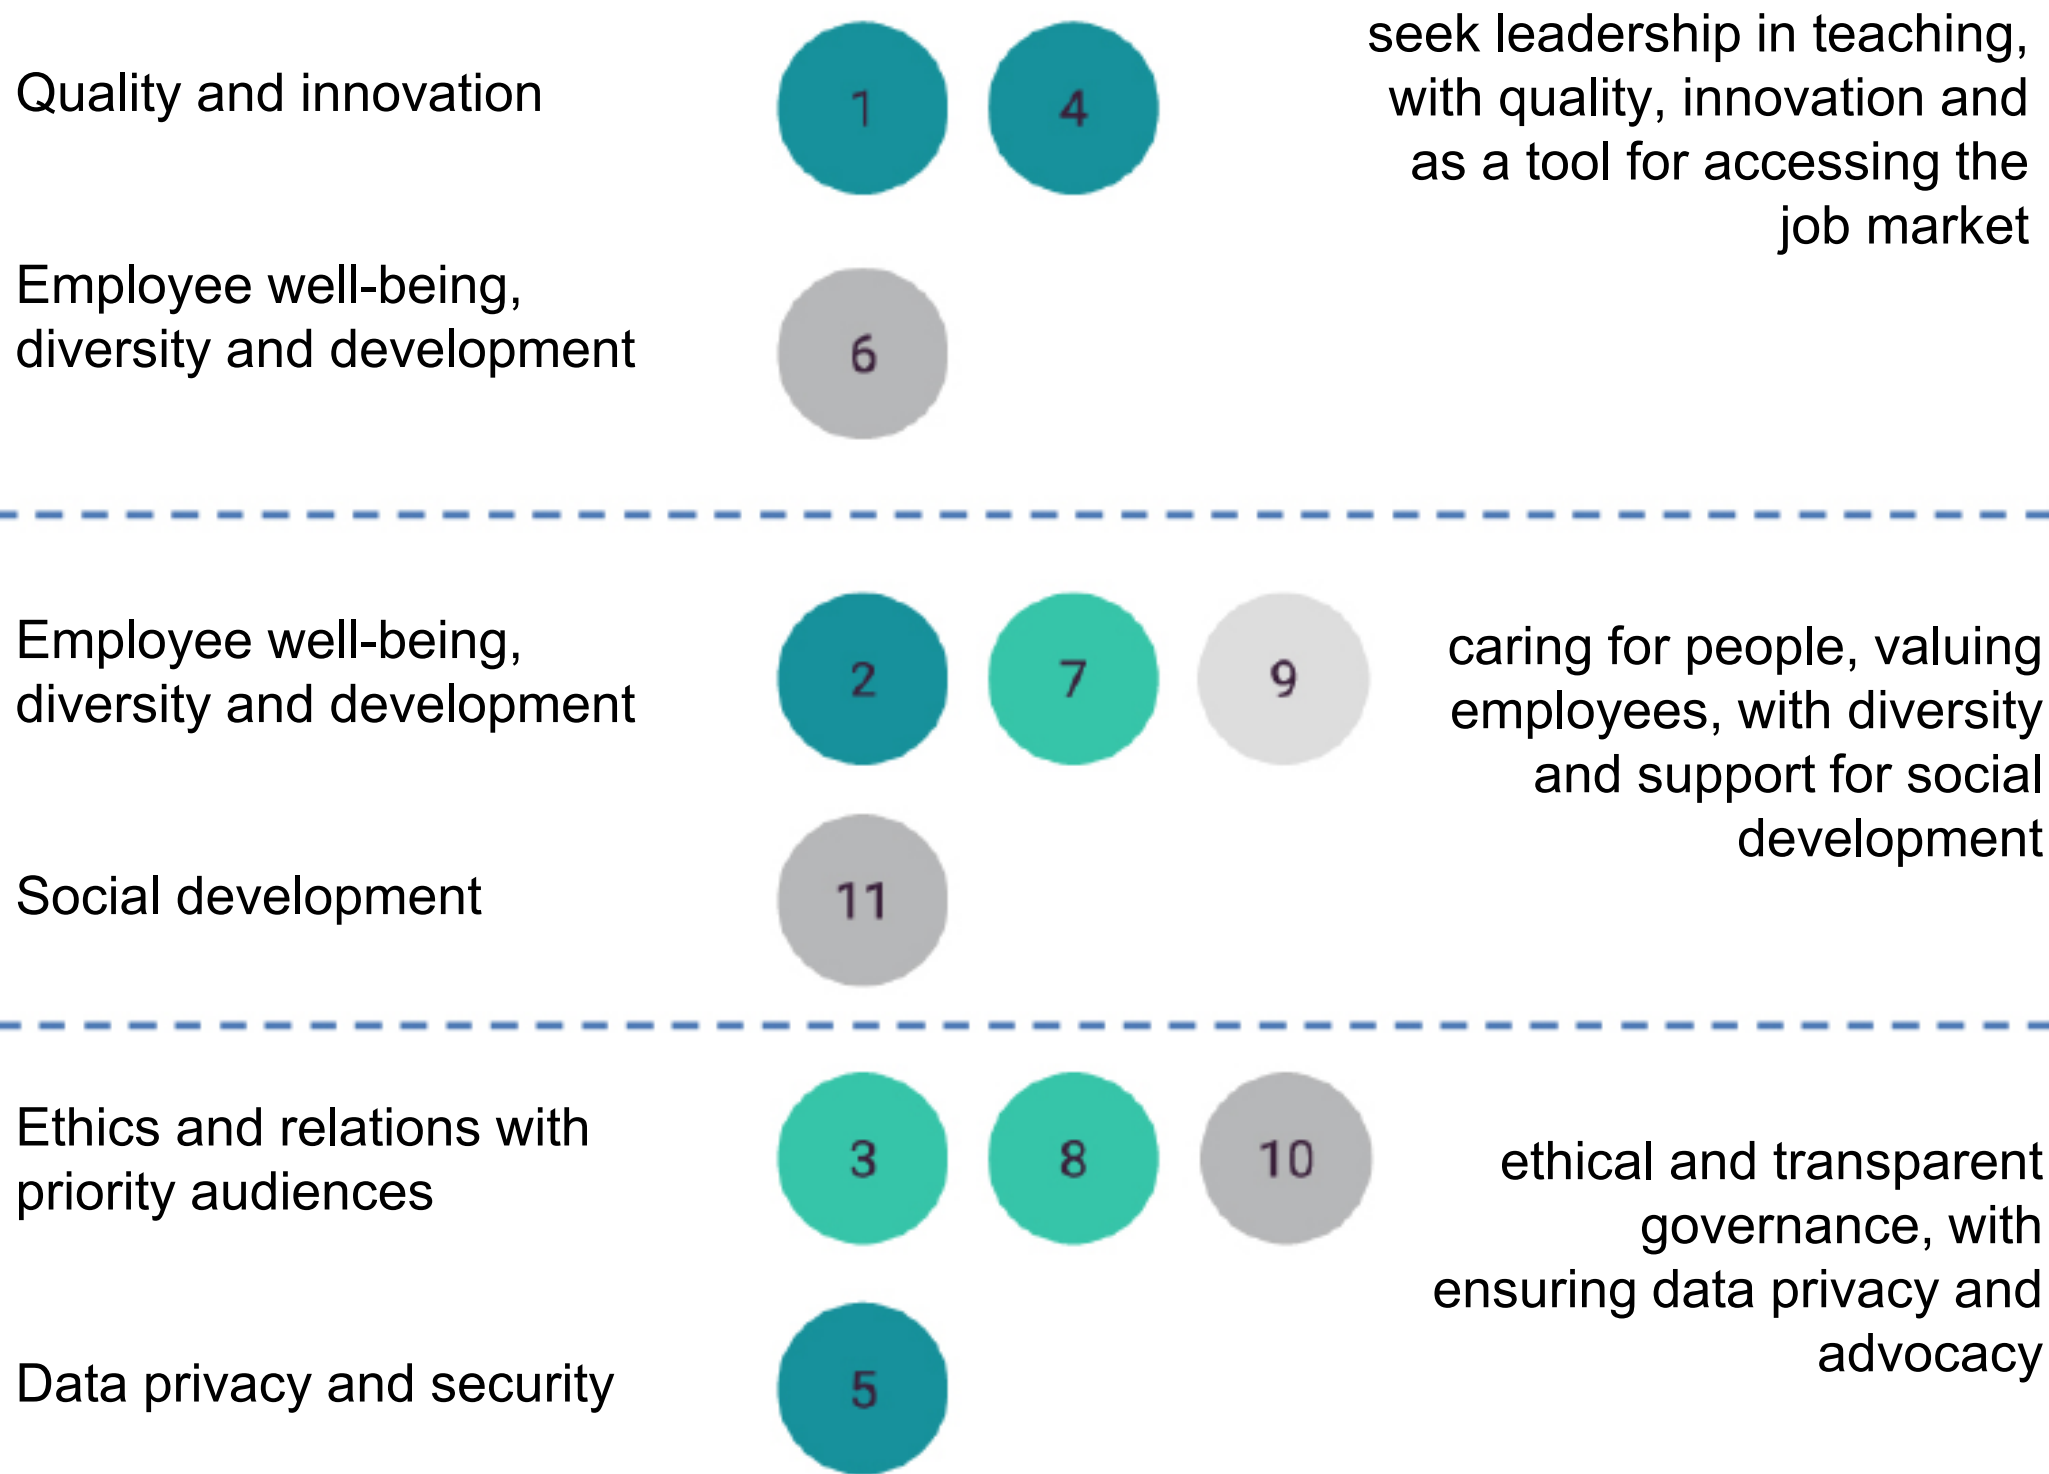 Quality and innovation
1
4
seek leadership in teaching,
with quality, innovation and
as a tool for accessing the
job market
Employee well-being,
diversity and development
6
Employee well-being,
diversity and development
2
7
9
caring for people, valuing
employees, with diversity
and support for social
development
Social development
11
Ethics and relations with
priority audiences
3
8
10
ethical and transparent
governance, with
ensuring data privacy and
advocacy
Data privacy and security
5